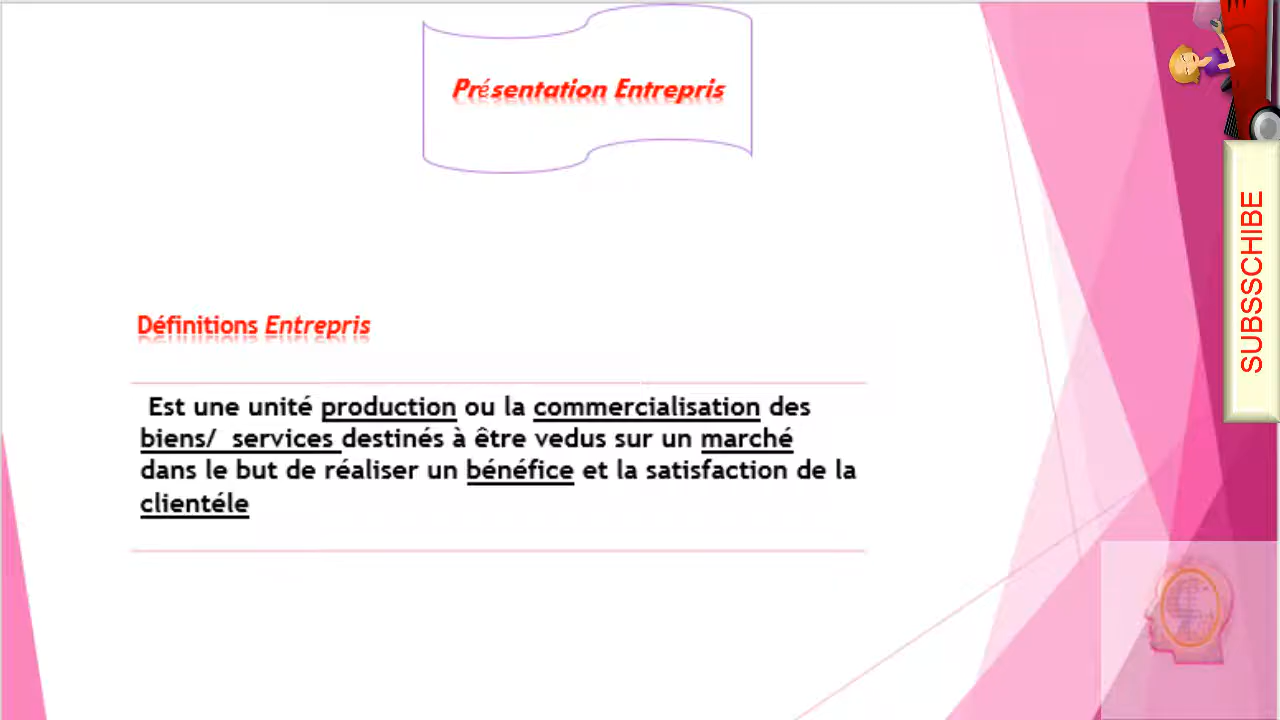 Présentation Entrepris
Définitions Entrepris
Est une unité production ou la commercialisation des
biens/ services destinés à être vedus sur un marché
dans le but de réaliser un bénéfice et la satisfaction de la
clientéle
SUBSSCHIBE